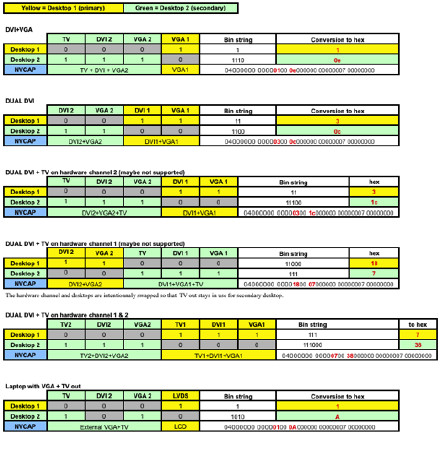 Yellow = Desktop 1 (primary) Green = Desktop 2 (secondary)
DVI+VGA
TV DVI 2 VGA 2 VGA 1 Bin string Conversion to hex
Desktop 1 0 0 0 1 1 1
Desktop 2 1 1 1 0 1110 0e
NVCAP TV + DVI + VGA2 VGA1 04000000 00000100 0e000000 00000007 00000000
DUAL DVI
DVI 2 VGA 2 DVI 1 VGA 1 Bin string Conversion to hex
Desktop 1 0 0 1 1 11 3
Desktop 2 1 1 0 0 1100 0c
NVCAP DVI2+VGA2 DVI1+VGA1 04000000 00000300 0c000000 00000007 00000000
DUAL DVI + TV on hardware channel 2 (maybe not supported)
TV DVI 2 VGA 2 DVI 1 VGA 1 Bin string hex
Desktop 1 0 0 0 1 1 11 3
Desktop 2 1 1 1 0 0 11100 1c
NVCAP DVI2+VGA2+TV DVI1+VGA1 04000000 00000300 1c000000 00000007 00000000
DUAL DVI + TV on hardware channel 1 (maybe not supported)
DVI 2 VGA 2 TV DVI 1 VGA 1 Bin string hex
Desktop 1 1 1 0 0 0 11000 18
Desktop 2 0 0 1 1 1 111 7
NVCAP DVI2+VGA2 DVI1+VGA1+TV 04000000 00001800 07000000 00000007 00000000
The hardware channel and desktops are intentionnaly swapped so that TV out stays in use for secondary desktop.
DUAL DVI + TV on hardware channel 1 & 2
TV2 DVI2 VGA2 TV1 DVI1 VGA1 Bin string to hex
Desktop 1 0 0 0 1 1 1 111 7
Desktop 2 1 1 1 0 0 0 111000 38
NVCAP TV2+DVI2+VGA2 TV1+DVI1+VGA1 04000000 00000700 38000000 00000007 00000000
Laptop with VGA + TV out
TV DVI 2 VGA 2 LVDS Bin string Conversion to hex
Desktop 1 0 0 0 1 1 1
Desktop 2 1 0 1 0 1010 A
NVCAP External VGA+TV LCD 04000000 00000100 0A000000 00000007 00000000